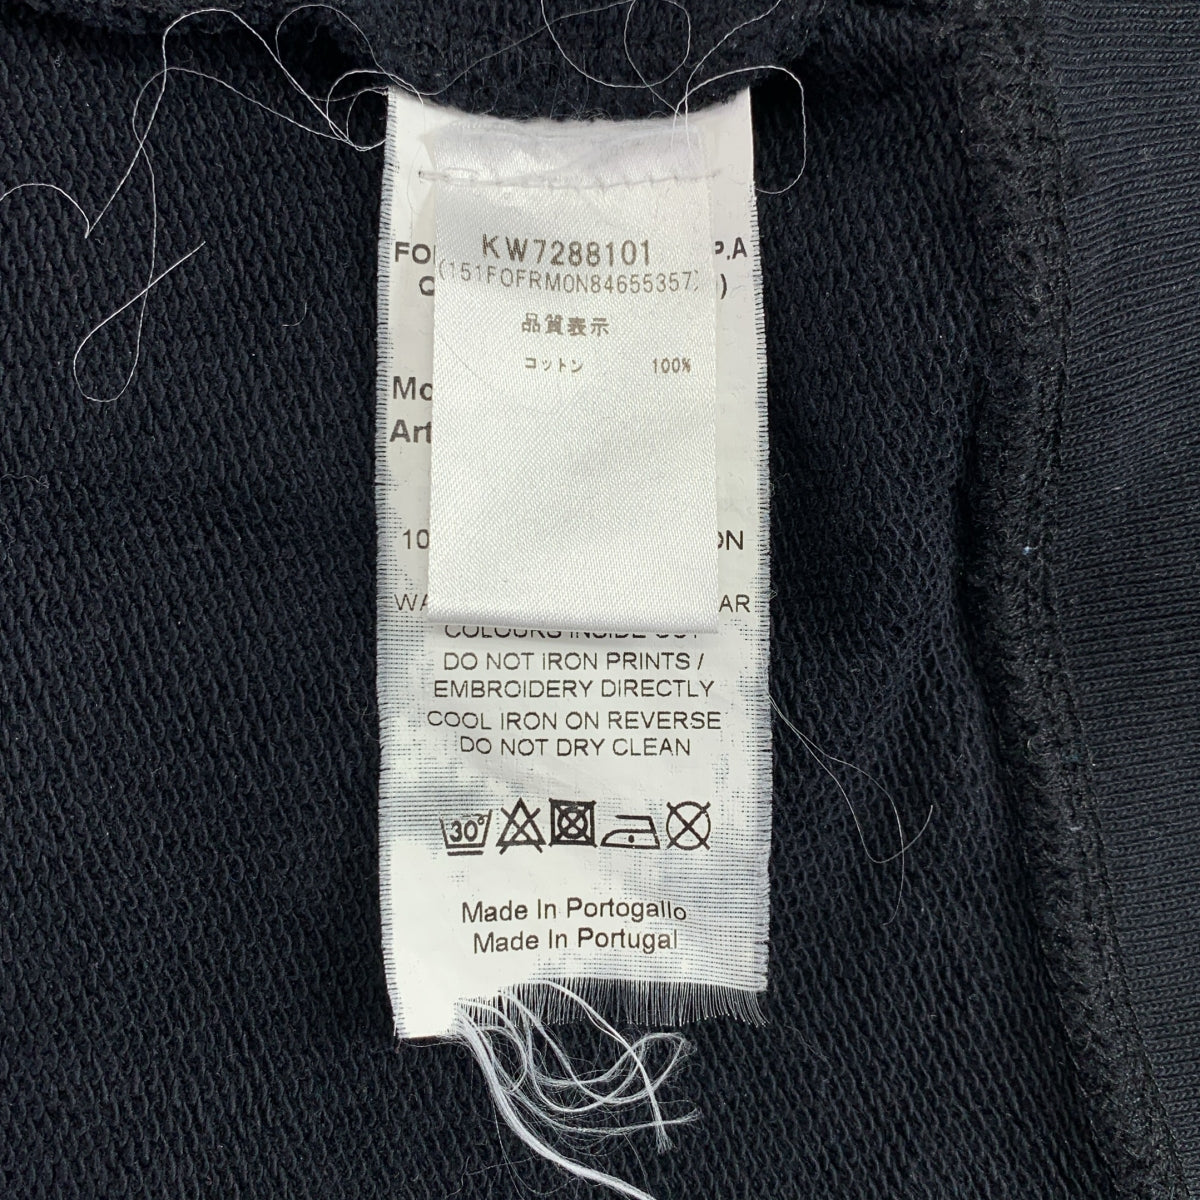 KW7288101
(151FOFRM0N84655357)
品質表示
コットン 100%
COLOURS INSIDE OUT
DO NOT IRON PRINTS /
EMBROIDERY DIRECTLY
COOL IRON ON REVERSE
DO NOT DRY CLEAN
30°
Made In Portogallo
Made In Portugal